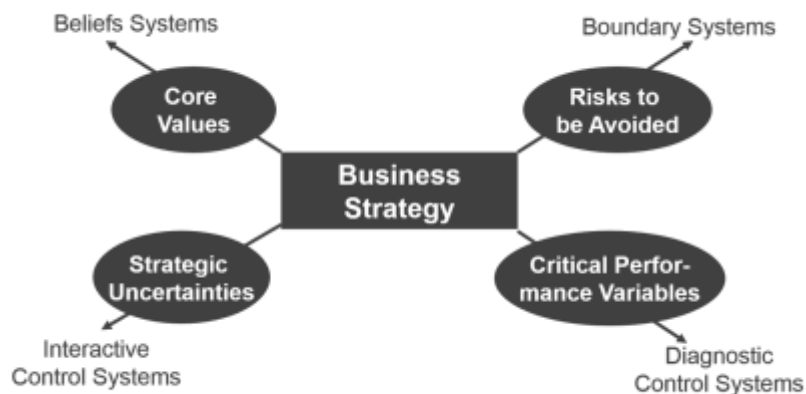 Beliefs Systems
Boundary Systems
Core
Values
Risks to
be Avoided
Business
Strategy
Strategic
Uncertainties
Critical Perfor-
mance Variables
Interactive
Control Systems
Diagnostic
Control Systems